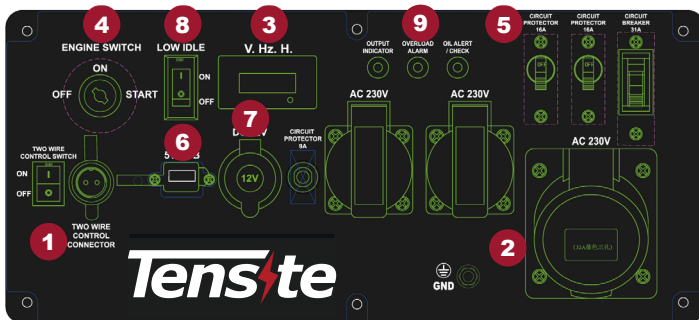 4
ENGINE SWITCH
ON
OFF
START
8
LOW IDLE
ON
OFF
3
V. Hz. H.
9
OUTPUT
INDICATOR
OVERLOAD
ALARM
OIL ALERT
/ CHECK
5
CIRCUIT
PROTECTOR
16A
CIRCUIT
PROTECTOR
16A
CIRCUIT
BREAKER
31A
OFF
OFF
TWO WIRE
CONTROL SWITCH
ON
OFF
1
TWO WIRE
CONTROL
CONNECTOR
6
7
12V
CIRCUIT
PROTECTOR
9A
AC 230V
AC 230V
AC 230V
2
GND
Tensite